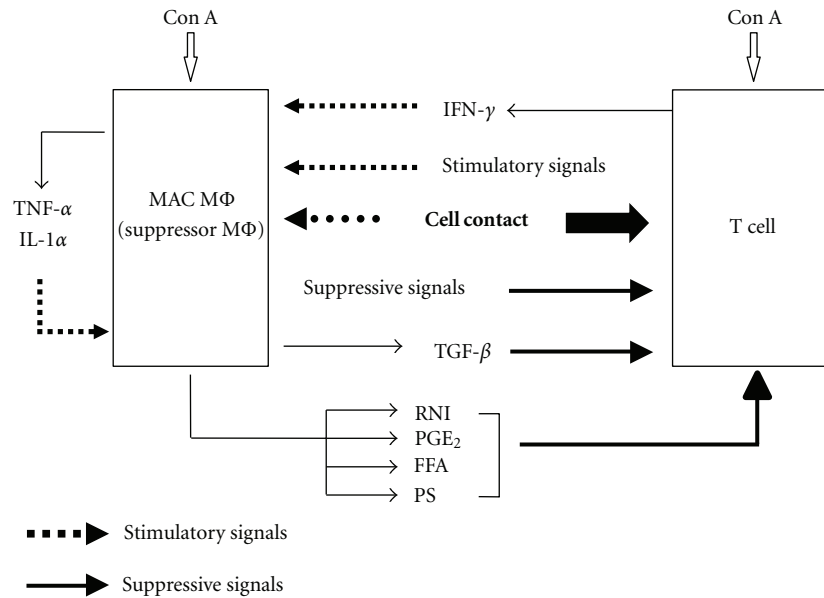 Con A
Con A
IFN-γ
Stimulatory signals
TNF-α
IL-1α
MAC MΦ
(suppressor MΦ)
Cell contact
T cell
Suppressive signals
TGF-β
RNI
PGE₂
FFA
PS
Stimulatory signals
Suppressive signals